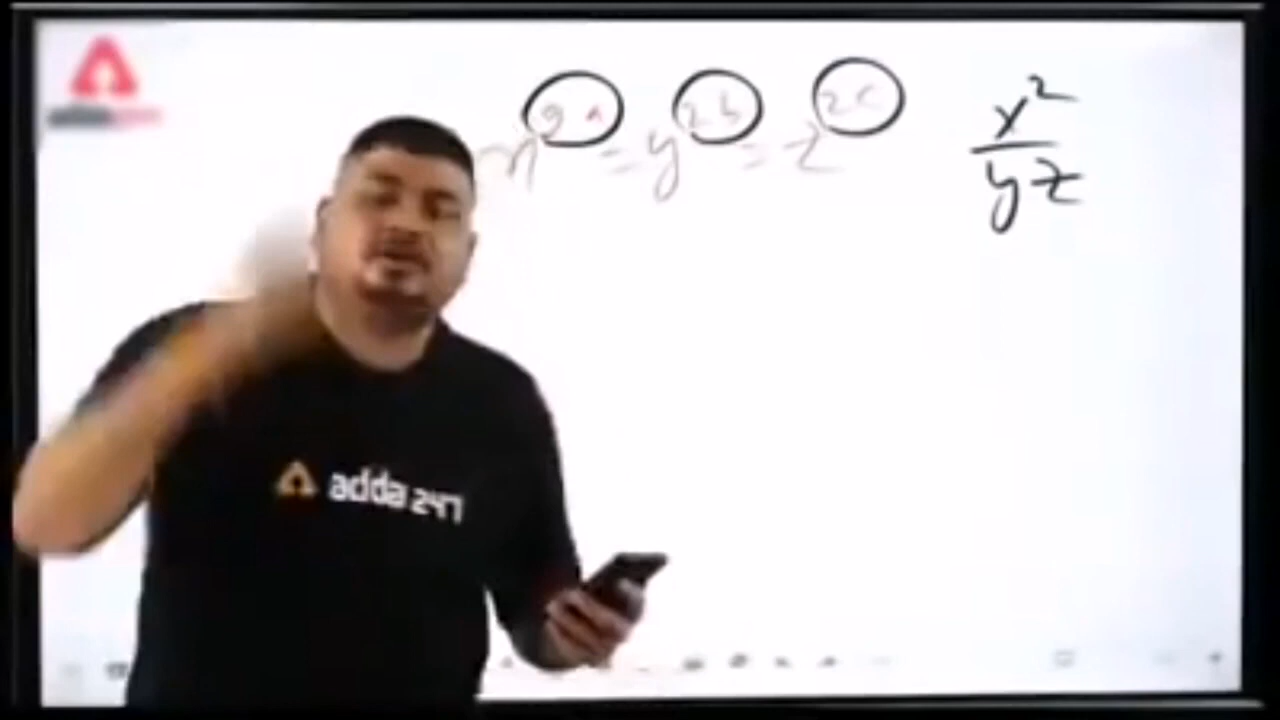 x^{2a} = y^{2b} = z^{2c}
x^2
yz
adda 247